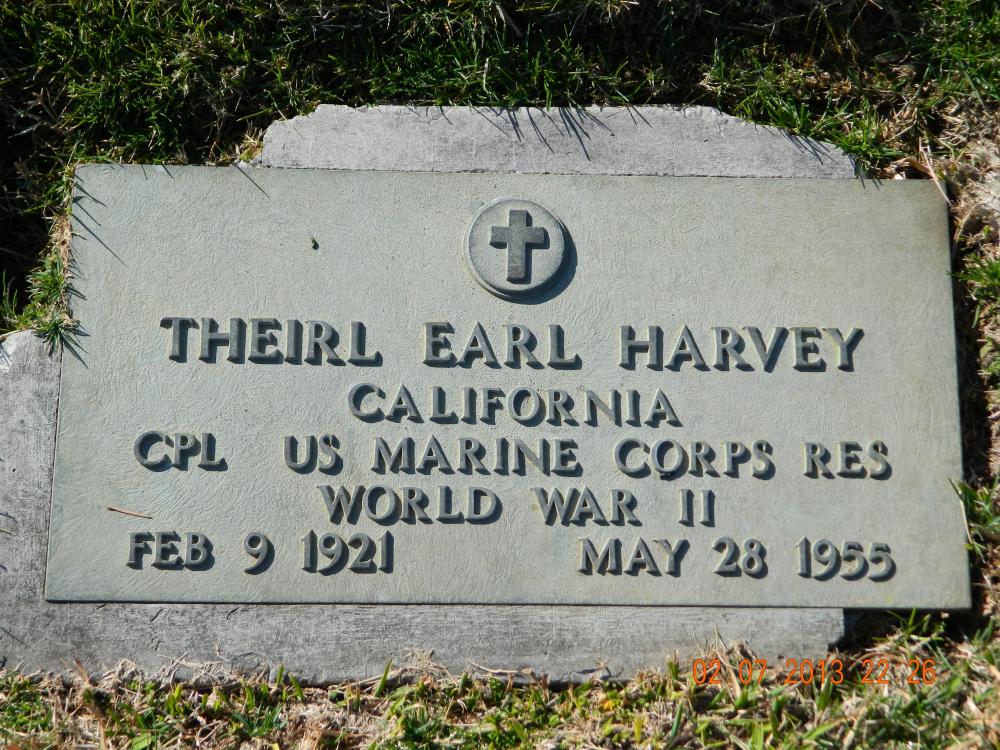 THEIRL EARL HARVEY
CALIFORNIA
CPL US MARINE CORPS RES
WORLD WAR II
FEB 9 1921 MAY 28 1955
02 07 2013 22 26